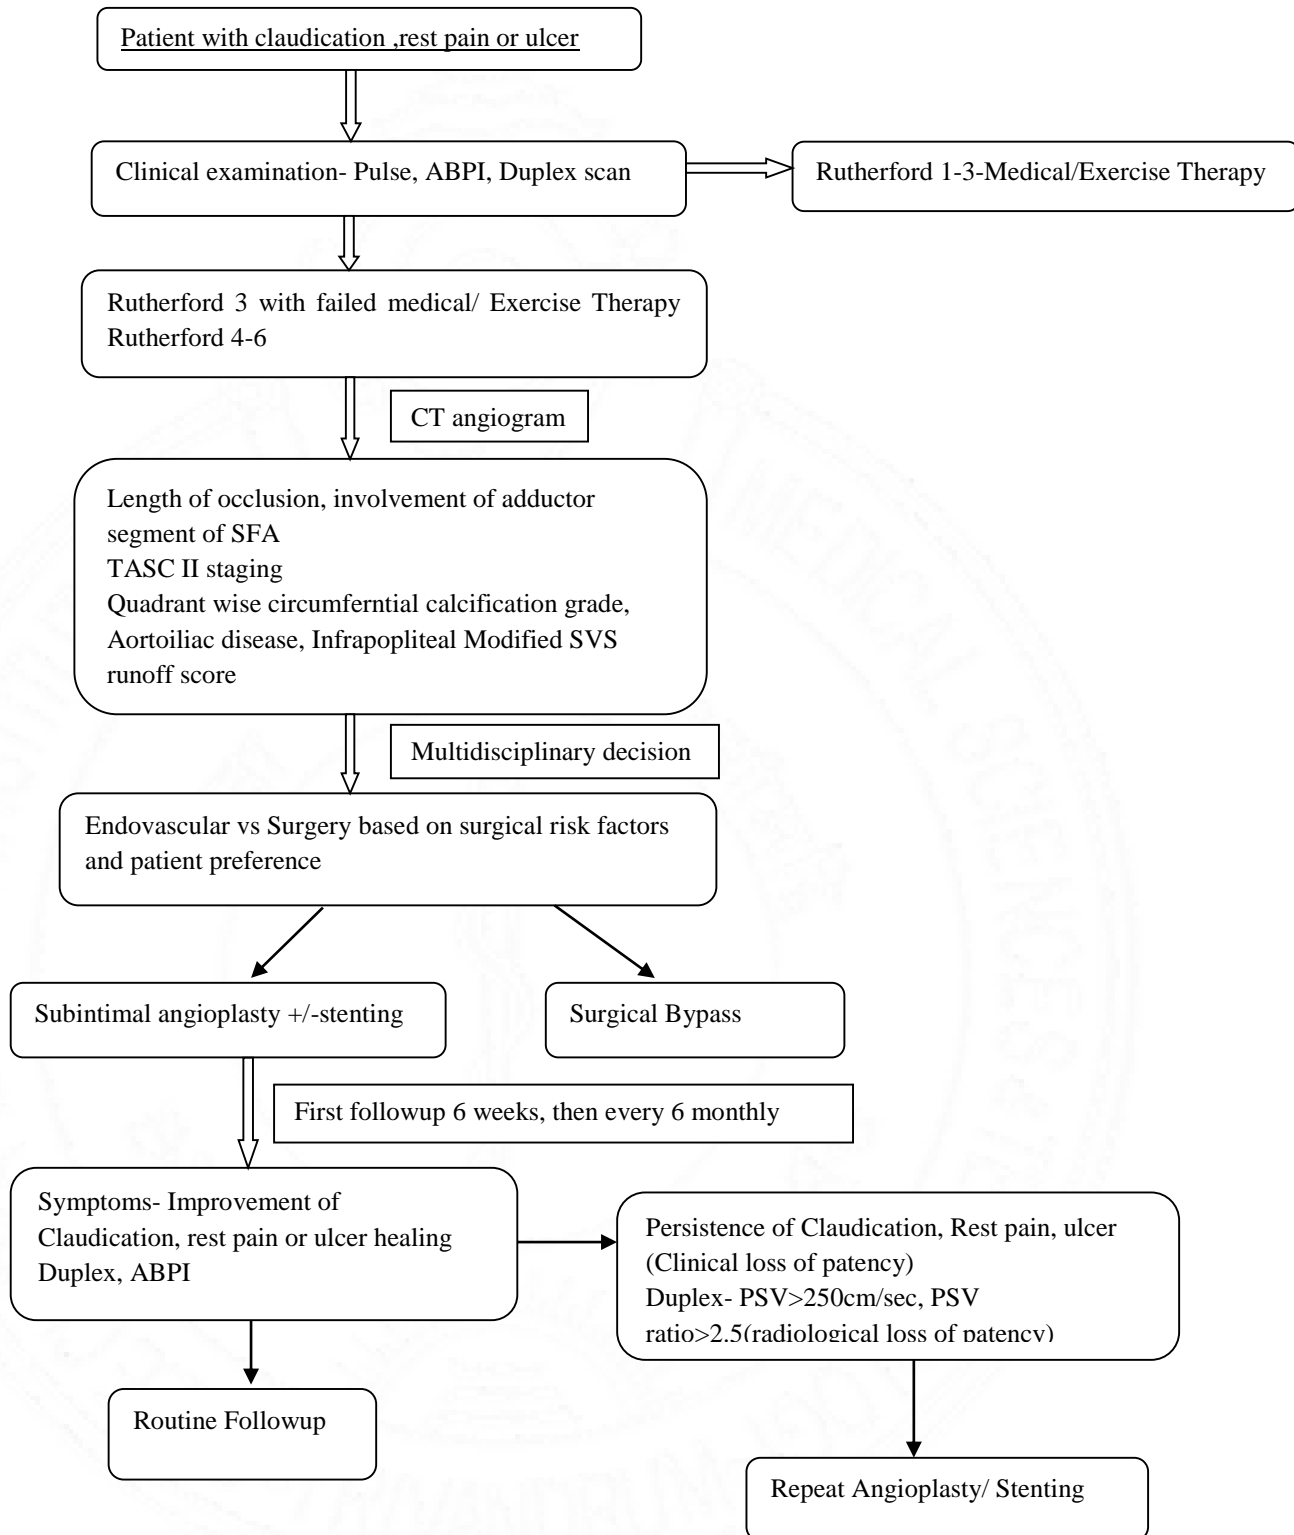 Patient with claudication ,rest pain or ulcer
Clinical examination- Pulse, ABPI, Duplex scan
Rutherford 1-3-Medical/Exercise Therapy
Rutherford 3 with failed medical/ Exercise Therapy
Rutherford 4-6
CT angiogram
Length of occlusion, involvement of adductor
segment of SFA
TASC II staging
Quadrant wise circumferntial calcification grade,
Aortoiliac disease, Infrapopliteal Modified SVS
runoff score
Multidisciplinary decision
Endovascular vs Surgery based on surgical risk factors
and patient preference
Subintimal angioplasty +/-stenting
Surgical Bypass
First followup 6 weeks, then every 6 monthly
Symptoms- Improvement of
Claudication, rest pain or ulcer healing
Duplex, ABPI
Persistence of Claudication, Rest pain, ulcer
(Clinical loss of patency)
Duplex- PSV>250cm/sec, PSV
ratio>2.5(radiological loss of patency)
Routine Followup
Repeat Angioplasty/ Stenting
MEDICAL SCIENCES & TE